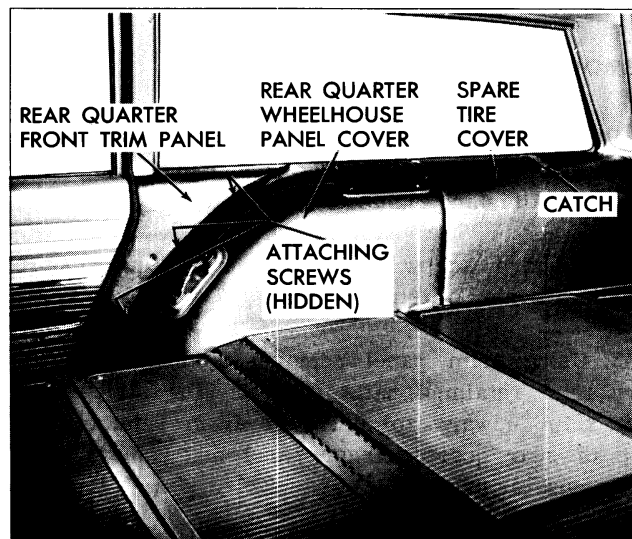 REAR QUARTER
FRONT TRIM PANEL
REAR QUARTER
WHEELHOUSE
PANEL COVER
SPARE
TIRE
COVER
CATCH
ATTACHING
SCREWS
(HIDDEN)